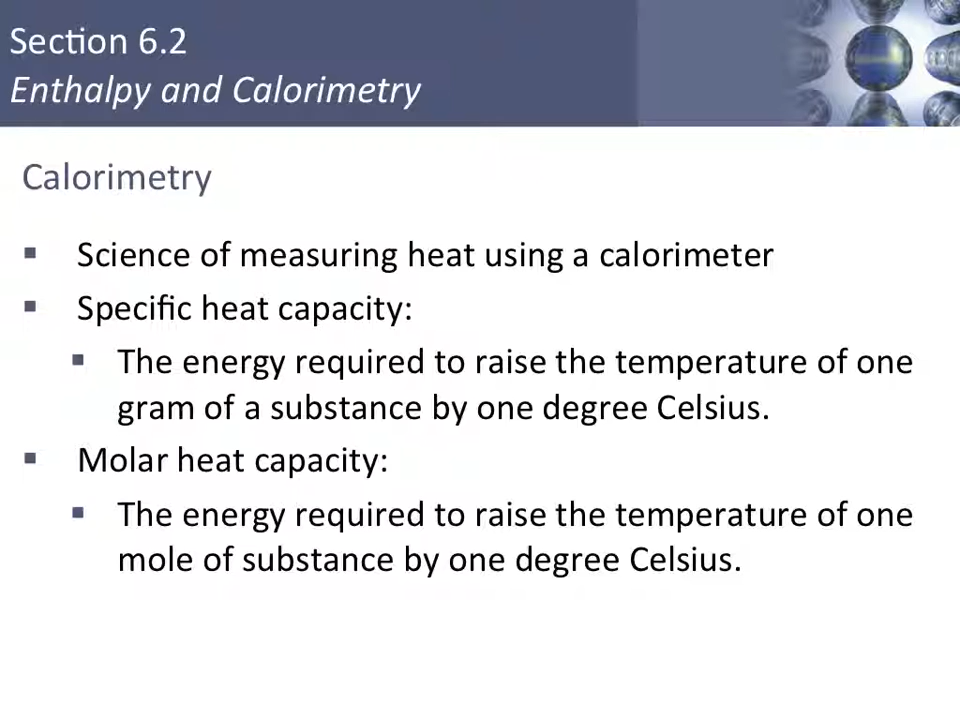 Section 6.2
Enthalpy and Calorimetry
Calorimetry
▪ Science of measuring heat using a calorimeter
▪ Specific heat capacity:
▪ The energy required to raise the temperature of one
gram of a substance by one degree Celsius.
▪ Molar heat capacity:
▪ The energy required to raise the temperature of one
mole of substance by one degree Celsius.